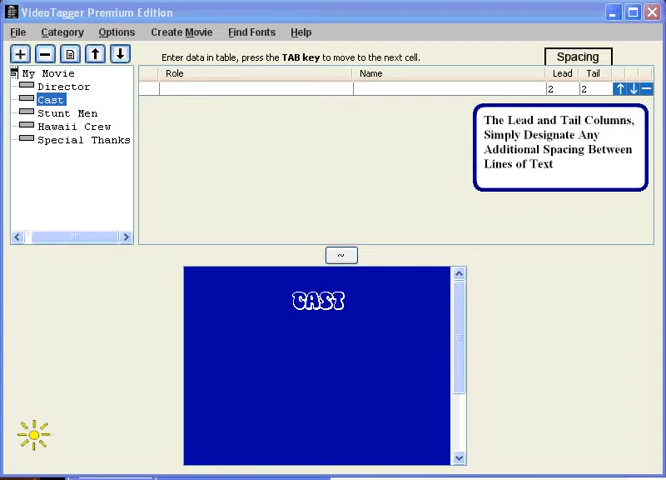 VideoTagger Premium Edition
File Category Options Create Movie Find Fonts Help
Enter data in table, press the TAB key to move to the next cell.
Spacing
Role Name Lead Tail
2 2
My Movie
Director
Cast
Stunt Men
Hawaii Crew
Special Thanks
The Lead and Tail Columns,
Simply Designate Any
Additional Spacing Between
Lines of Text
~
CAST